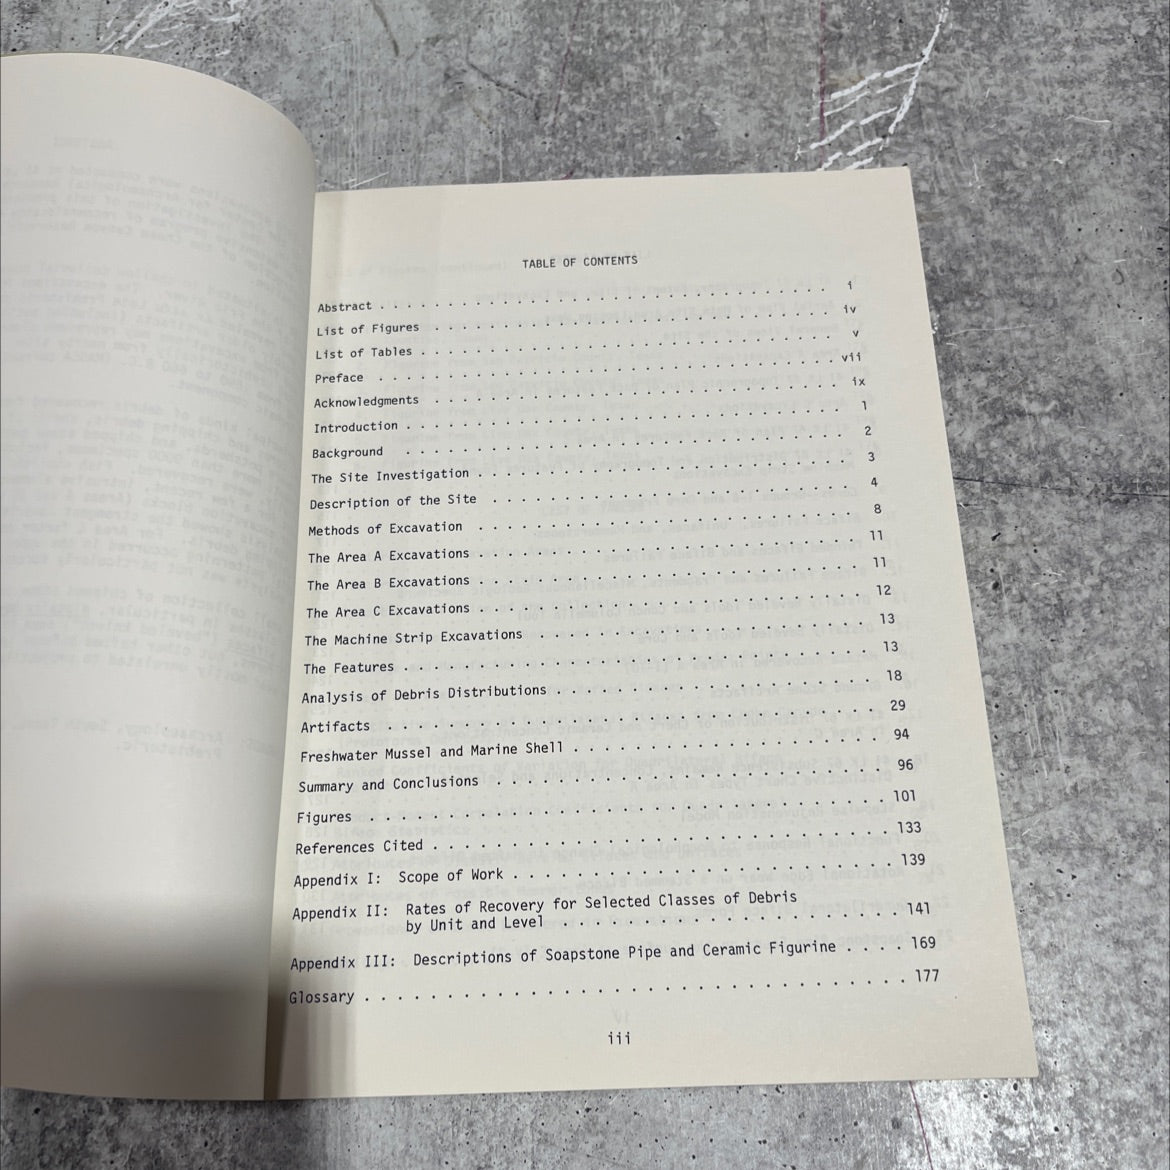 TABLE OF CONTENTS
Abstract . . . . . . . . . . . . . . . . . . . . . . . . . . . . . . . i
List of Figures . . . . . . . . . . . . . . . . . . . . . . . . . . . . iv
List of Tables . . . . . . . . . . . . . . . . . . . . . . . . . . . . v
Preface . . . . . . . . . . . . . . . . . . . . . . . . . . . . . . . vii
Acknowledgments . . . . . . . . . . . . . . . . . . . . . . . . . . . . ix
Introduction . . . . . . . . . . . . . . . . . . . . . . . . . . . . . 1
Background . . . . . . . . . . . . . . . . . . . . . . . . . . . . . . 2
The Site Investigation . . . . . . . . . . . . . . . . . . . . . . . . 3
Description of the Site . . . . . . . . . . . . . . . . . . . . . . . . 4
Methods of Excavation . . . . . . . . . . . . . . . . . . . . . . . . . 8
The Area A Excavations . . . . . . . . . . . . . . . . . . . . . . . . 11
The Area B Excavations . . . . . . . . . . . . . . . . . . . . . . . . 11
The Area C Excavations . . . . . . . . . . . . . . . . . . . . . . . . 12
The Machine Strip Excavations . . . . . . . . . . . . . . . . . . . . . 13
The Features . . . . . . . . . . . . . . . . . . . . . . . . . . . . . 13
Analysis of Debris Distributions . . . . . . . . . . . . . . . . . . . 18
Artifacts . . . . . . . . . . . . . . . . . . . . . . . . . . . . . . . 29
Freshwater Mussel and Marine Shell . . . . . . . . . . . . . . . . . . 94
Summary and Conclusions . . . . . . . . . . . . . . . . . . . . . . . . 96
Figures . . . . . . . . . . . . . . . . . . . . . . . . . . . . . . . . 101
References Cited . . . . . . . . . . . . . . . . . . . . . . . . . . . 133
Appendix I: Scope of Work . . . . . . . . . . . . . . . . . . . . . . . 139
Appendix II: Rates of Recovery for Selected Classes of Debris
by Unit and Level . . . . . . . . . . . . . . . . . . . . 141
Appendix III: Descriptions of Soapstone Pipe and Ceramic Figurine . . . . 169
Glossary . . . . . . . . . . . . . . . . . . . . . . . . . . . . . . . 177
iii